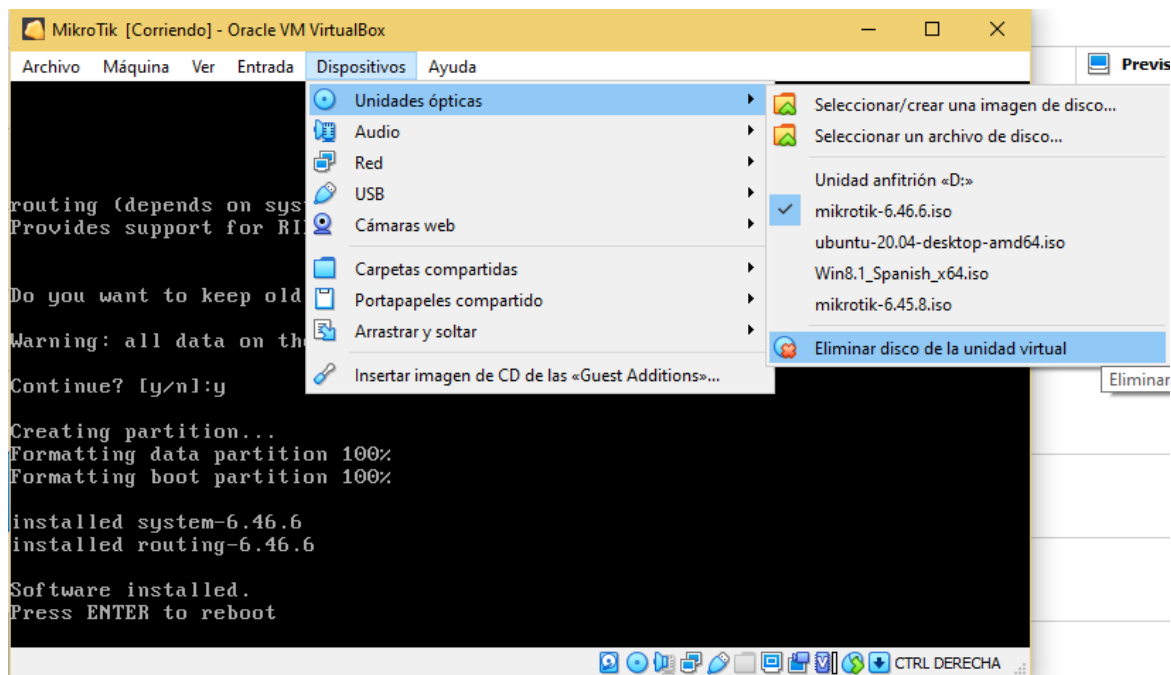 MikroTik [Corriendo] - Oracle VM VirtualBox
Archivo Máquina Ver Entrada Dispositivos Ayuda
Previs
Unidades ópticas
Audio
Red
USB
Cámaras web
Carpetas compartidas
Portapapeles compartido
Arrastrar y soltar
Insertar imagen de CD de las «Guest Additions»...
Seleccionar/crear una imagen de disco...
Seleccionar un archivo de disco...
Unidad anfitrión «D:»
mikrotik-6.46.6.iso
ubuntu-20.04-desktop-amd64.iso
Win8.1_Spanish_x64.iso
mikrotik-6.45.8.iso
Eliminar disco de la unidad virtual
Eliminar
routing (depends on sys
Provides support for RI
Do you want to keep old
Warning: all data on th
Continue? [y/n]:y
Creating partition...
Formatting data partition 100%
Formatting boot partition 100%
installed system-6.46.6
installed routing-6.46.6
Software installed.
Press ENTER to reboot
CTRL DERECHA